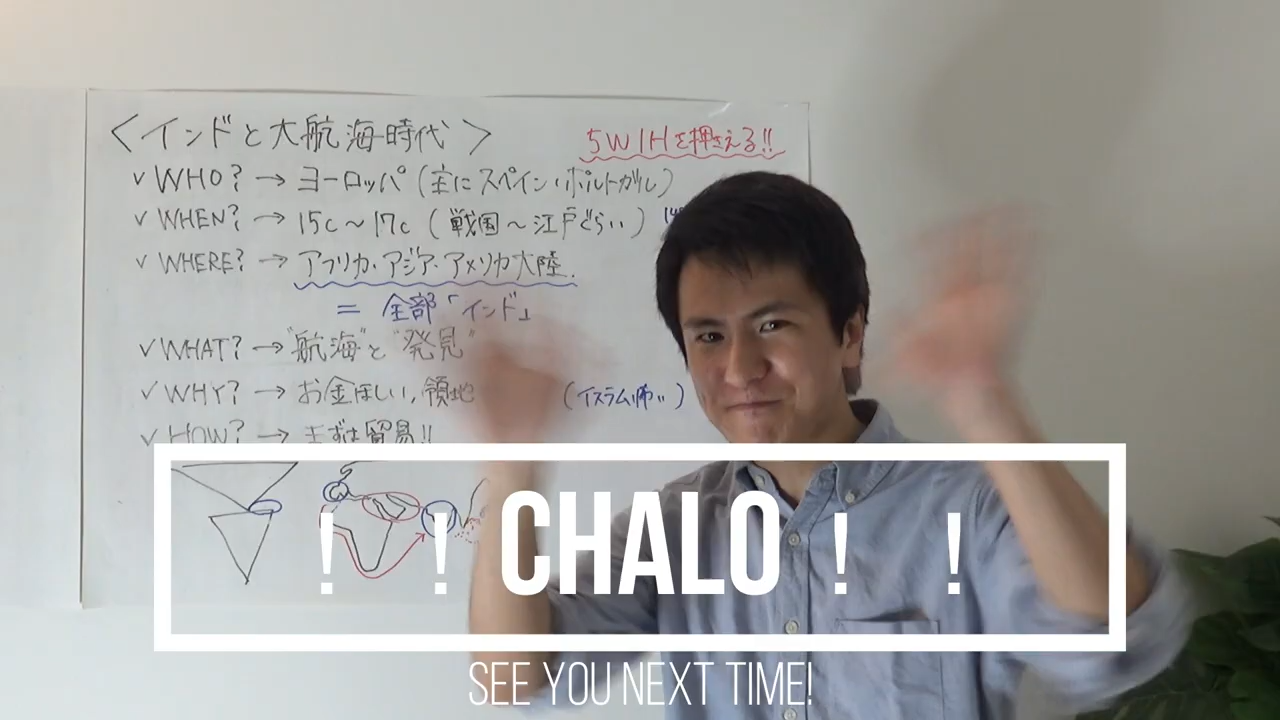 <インドと大航海時代>
5W1Hを押さえる!!
✓WHO? → ヨーロッパ (主にスペイン・ポルトガル)
✓WHEN? → 15c〜17c (戦国〜江戸ぐらい)
✓WHERE? → アフリカ・アジア・アメリカ大陸.
= 全部「インド」
✓WHAT? → "航海"と"発見"
✓WHY? → お金ほしい, 領地
(イスラム怖い)
✓HOW? → まずは貿易!!
!! CHALO !!
SEE YOU NEXT TIME!